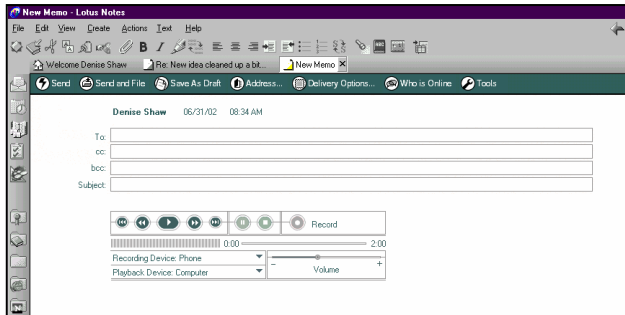 New Memo - Lotus Notes
File Edit View Create Actions Text Help
Welcome Denise Shaw Re: New idea cleaned up a bit... New Memo
Send Send and File Save As Draft Address... Delivery Options... Who is Online Tools
Denise Shaw 06/31/02 08:34 AM
To:
cc:
bcc:
Subject:
Record
0:00 2:00
Recording Device: Phone
Playback Device: Computer
- Volume +